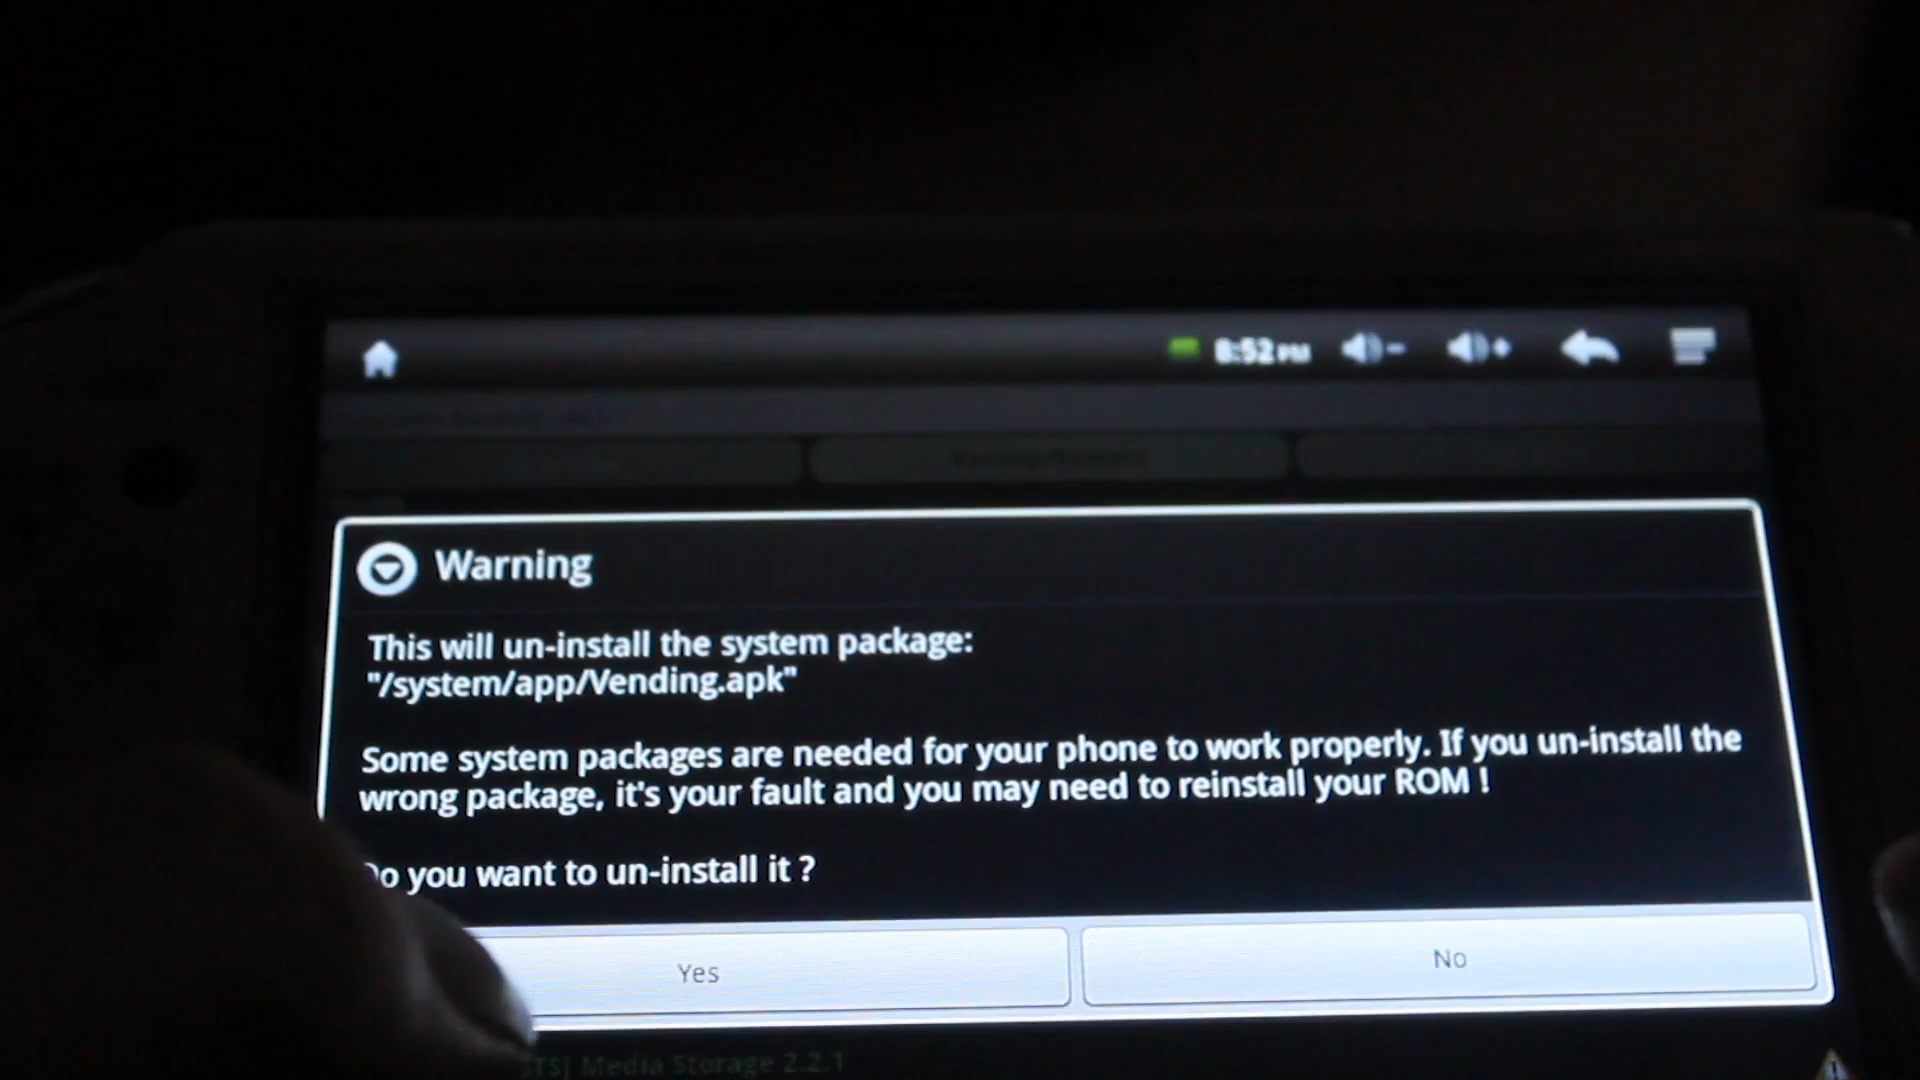 8:52 PM
Backup/Restore
Warning
This will un-install the system package:
"/system/app/Vending.apk"
Some system packages are needed for your phone to work properly. If you un-install the
wrong package, it's your fault and you may need to reinstall your ROM !
Do you want to un-install it ?
Yes
No
Media Storage 2.2.1